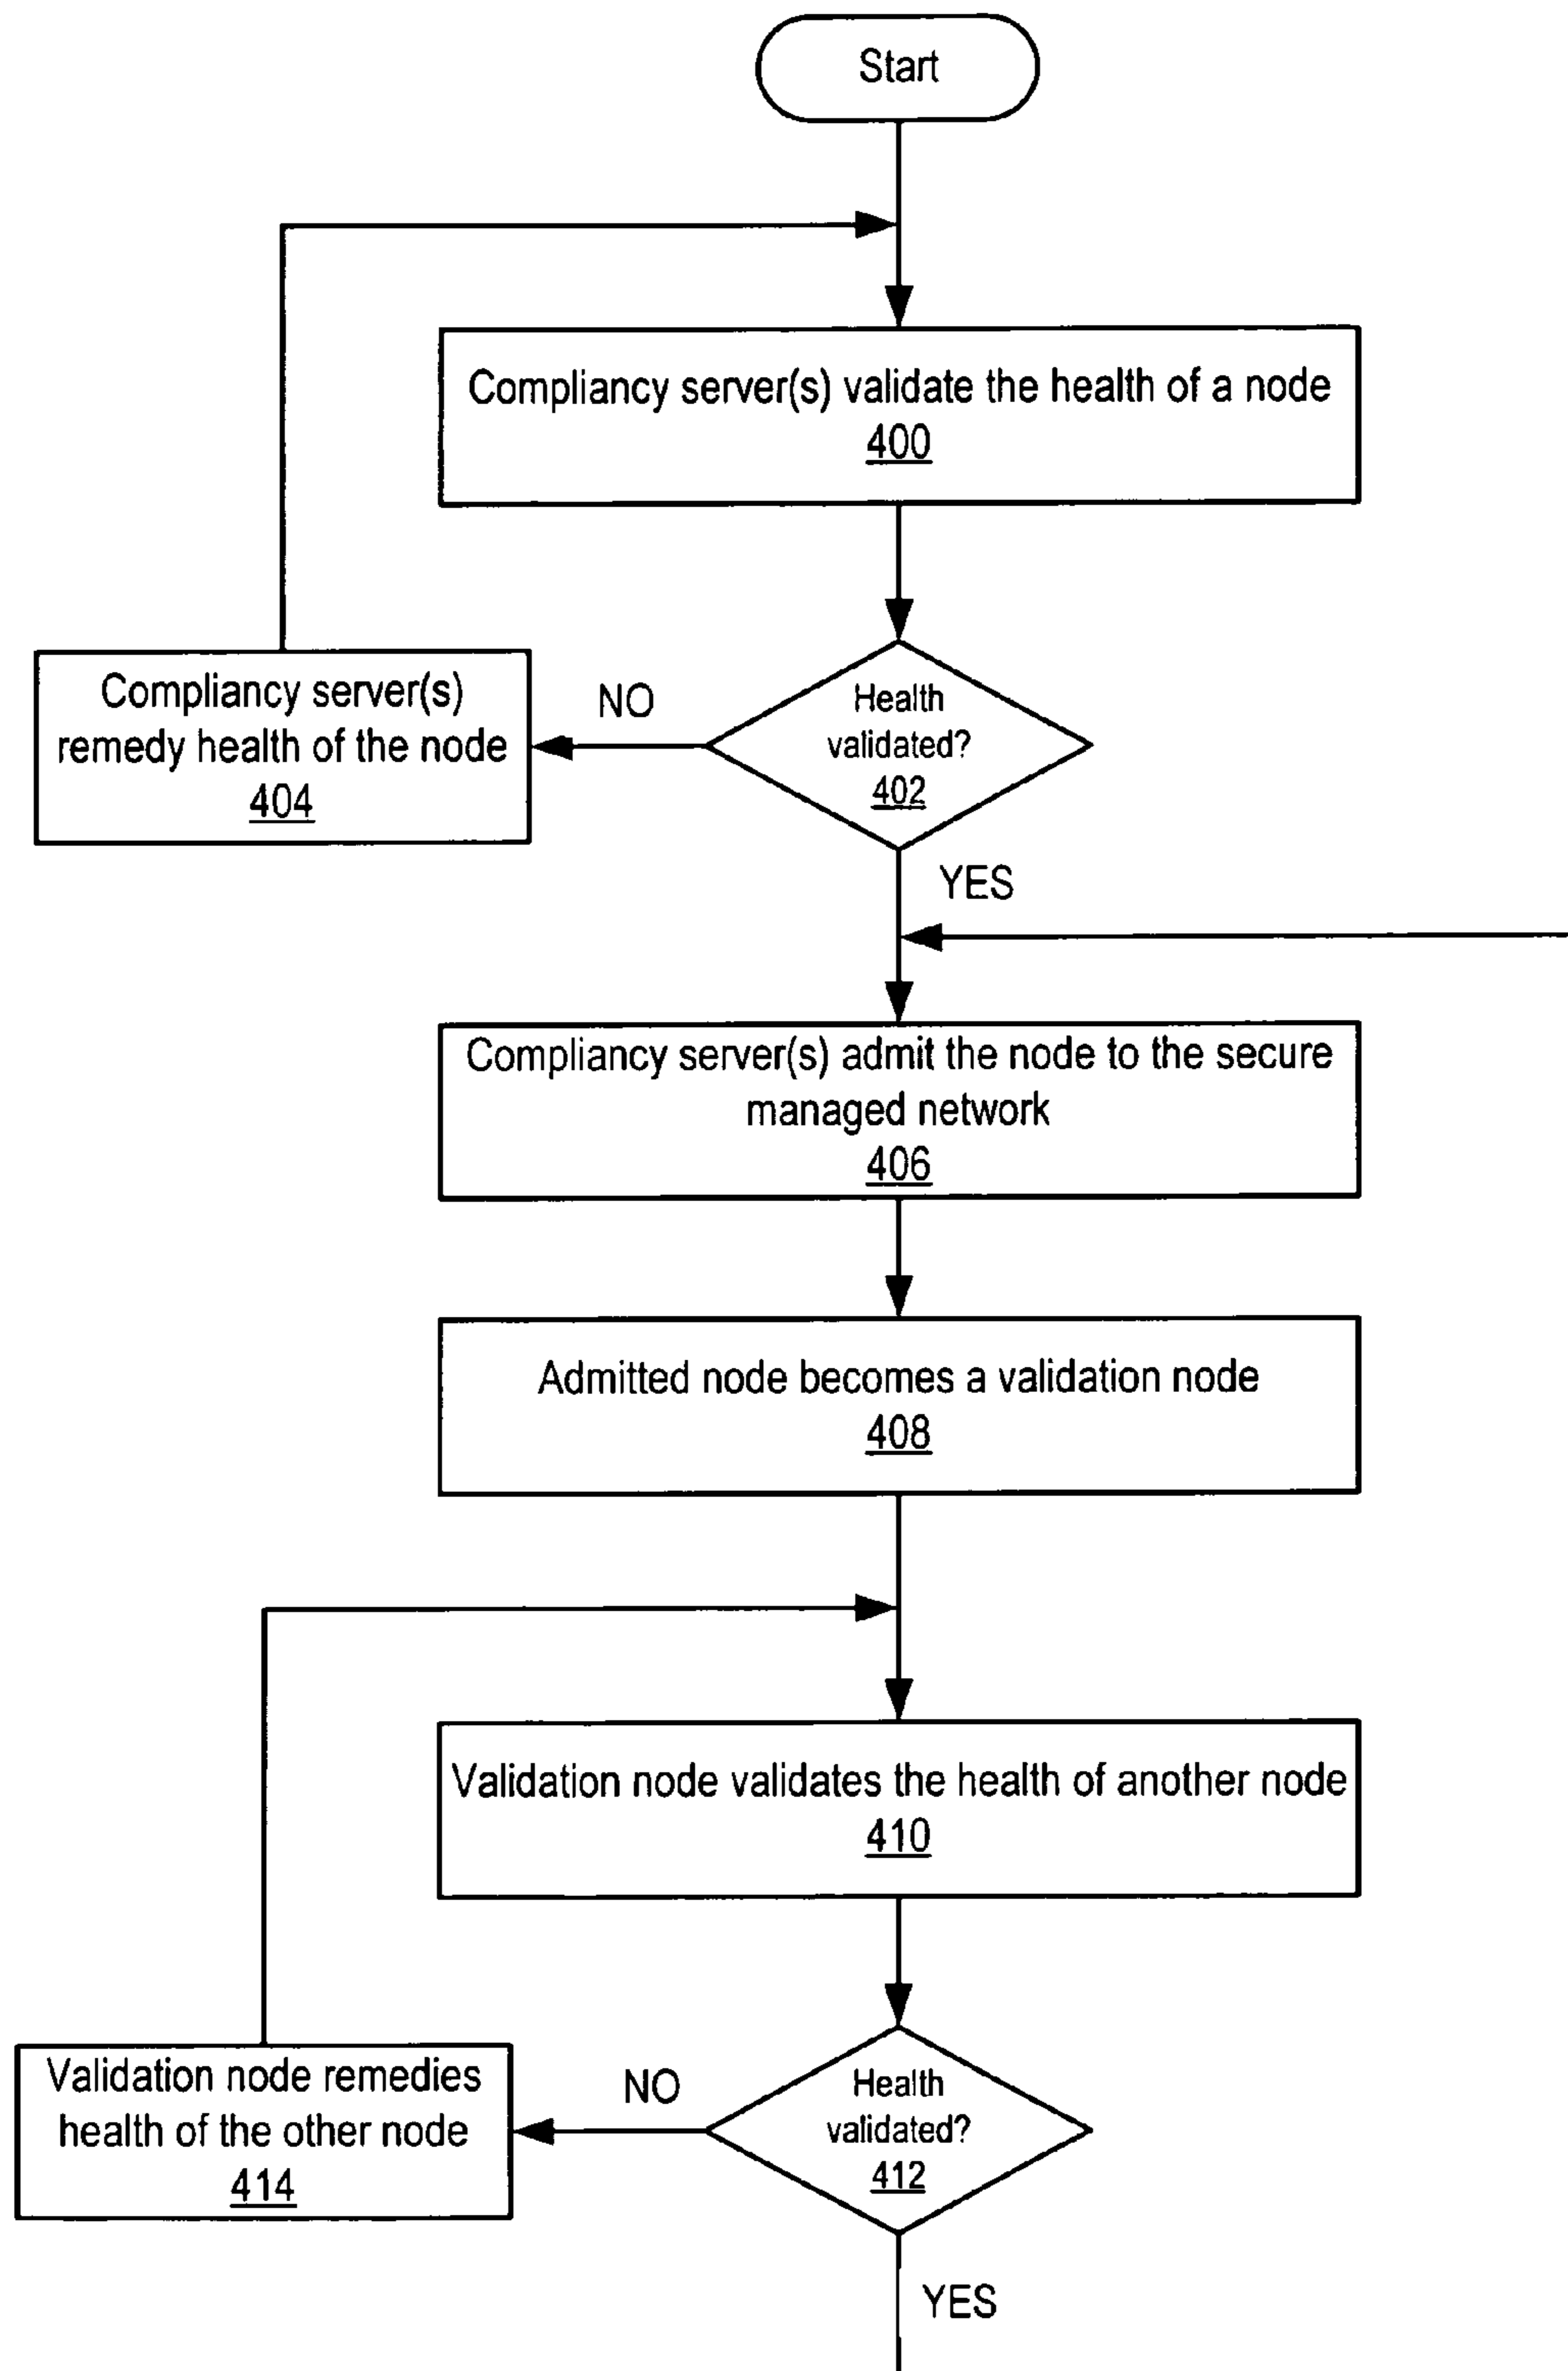 Start
Compliancy server(s) validate the health of a node
400
Compliancy server(s)
remedy health of the node
404
NO
Health
validated?
402
YES
Compliancy server(s) admit the node to the secure
managed network
406
Admitted node becomes a validation node
408
Validation node validates the health of another node
410
Validation node remedies
health of the other node
414
NO
Health
validated?
412
YES